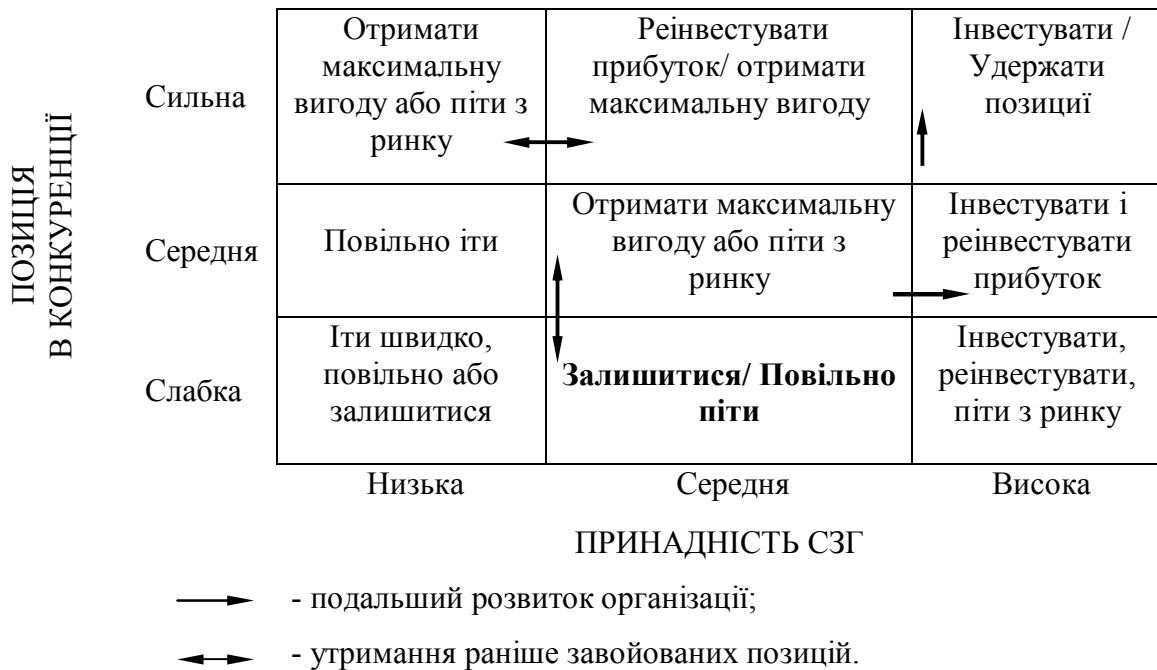 ПОЗИЦІЯ
В КОНКУРЕНЦІЇ
Сильна
Отримати
максимальну
вигоду або піти з
ринку
Реінвестувати
прибуток/ отримати
максимальну вигоду
Інвестувати /
Удержати
позициї
Середня
Повільно іти
Отримати максимальну
вигоду або піти з
ринку
Інвестувати і
реінвестувати
прибуток
Слабка
Іти швидко,
повільно або
залишитися
Залишитися/ Повільно
піти
Інвестувати,
реінвестувати,
піти з ринку
Низька
Середня
Висока
ПРИНАДНІСТЬ СЗГ
- подальший розвиток організації;
- утримання раніше завойованих позицій.